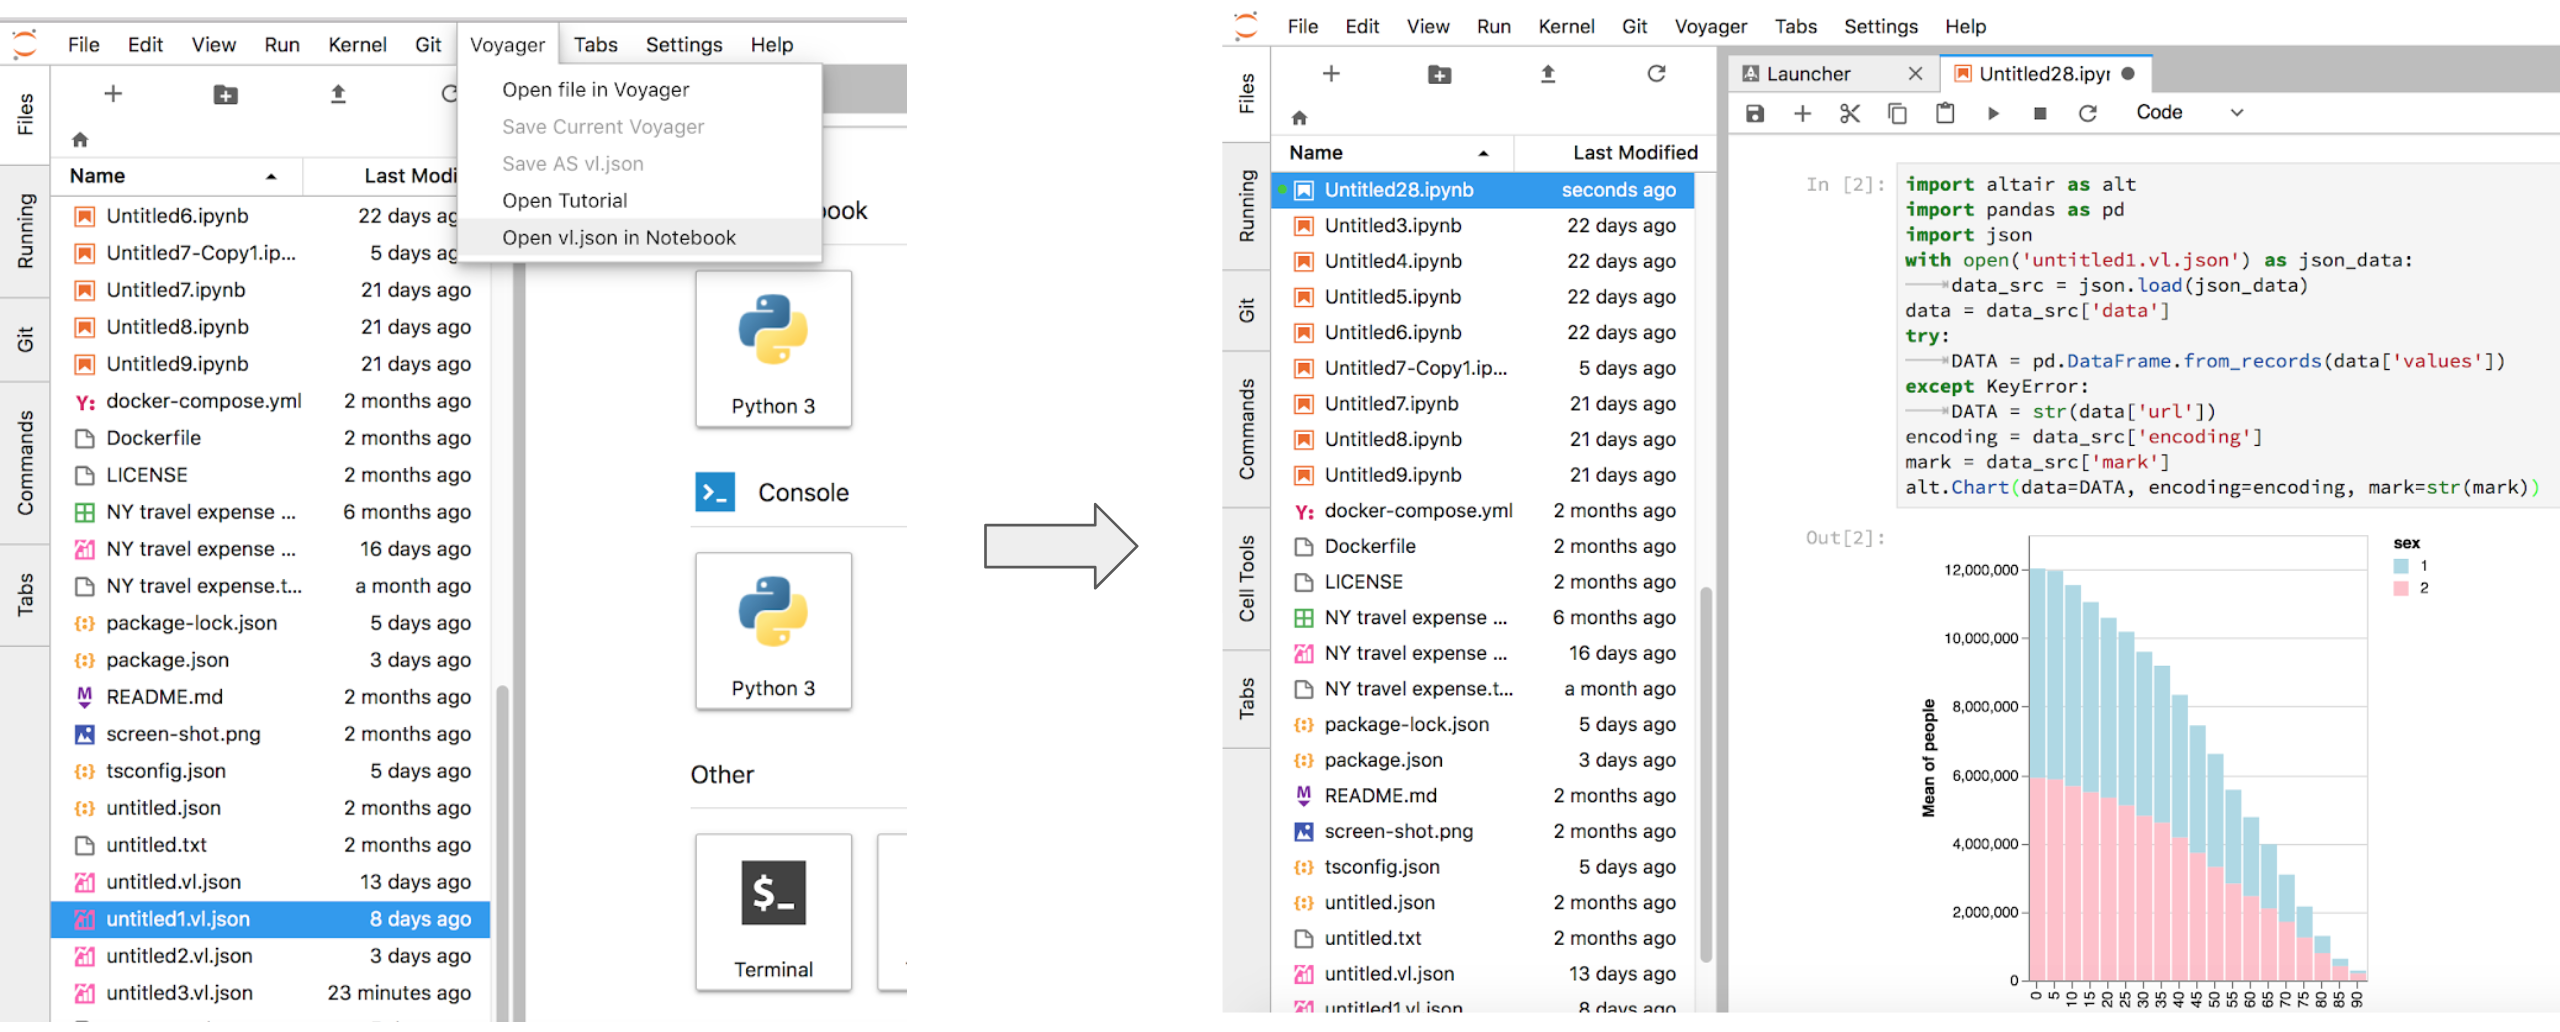 File Edit View Run Kernel Git Voyager Tabs Settings Help
Open file in Voyager
Save Current Voyager
Save AS vl.json
Open Tutorial
Open vl.json in Notebook
Files
Running
Git
Commands
Tabs
Name Last Modi
Untitled6.ipynb 22 days ag
Untitled7-Copy1.ip... 5 days ag
Untitled7.ipynb 21 days ago
Untitled8.ipynb 21 days ago
Untitled9.ipynb 21 days ago
Y: docker-compose.yml 2 months ago
Dockerfile 2 months ago
LICENSE 2 months ago
NY travel expense ... 6 months ago
NY travel expense ... 16 days ago
NY travel expense.t... a month ago
{:} package-lock.json 5 days ago
{:} package.json 3 days ago
M README.md 2 months ago
screen-shot.png 2 months ago
{:} tsconfig.json 5 days ago
{:} untitled.json 2 months ago
untitled.txt 2 months ago
untitled.vl.json 13 days ago
untitled1.vl.json 8 days ago
untitled2.vl.json 3 days ago
untitled3.vl.json 23 minutes ago
ook
Python 3
>_ Console
Python 3
Other
$_
Terminal
File Edit View Run Kernel Git Voyager Tabs Settings Help
Files
Running
Git
Commands
Cell Tools
Tabs
Name Last Modified
Untitled28.ipynb seconds ago
Untitled3.ipynb 22 days ago
Untitled4.ipynb 22 days ago
Untitled5.ipynb 22 days ago
Untitled6.ipynb 22 days ago
Untitled7-Copy1.ip... 5 days ago
Untitled7.ipynb 21 days ago
Untitled8.ipynb 21 days ago
Untitled9.ipynb 21 days ago
Y: docker-compose.yml 2 months ago
Dockerfile 2 months ago
LICENSE 2 months ago
NY travel expense ... 6 months ago
NY travel expense ... 16 days ago
NY travel expense.t... a month ago
{:} package-lock.json 5 days ago
{:} package.json 3 days ago
M README.md 2 months ago
screen-shot.png 2 months ago
{:} tsconfig.json 5 days ago
{:} untitled.json 2 months ago
untitled.txt 2 months ago
untitled.vl.json 13 days ago
untitled1.vl.json 8 days ago
Launcher Untitled28.ipyr
Code
In [2]:
import altair as alt
import pandas as pd
import json
with open('untitled1.vl.json') as json_data:
data_src = json.load(json_data)
data = data_src['data']
try:
DATA = pd.DataFrame.from_records(data['values'])
except KeyError:
DATA = str(data['url'])
encoding = data_src['encoding']
mark = data_src['mark']
alt.Chart(data=DATA, encoding=encoding, mark=str(mark))
Out[2]:
sex
1
2
Mean of people
12,000,000
10,000,000
8,000,000
6,000,000
4,000,000
2,000,000
0
0 5 10 15 20 25 30 35 40 45 50 55 60 65 70 75 80 85 90